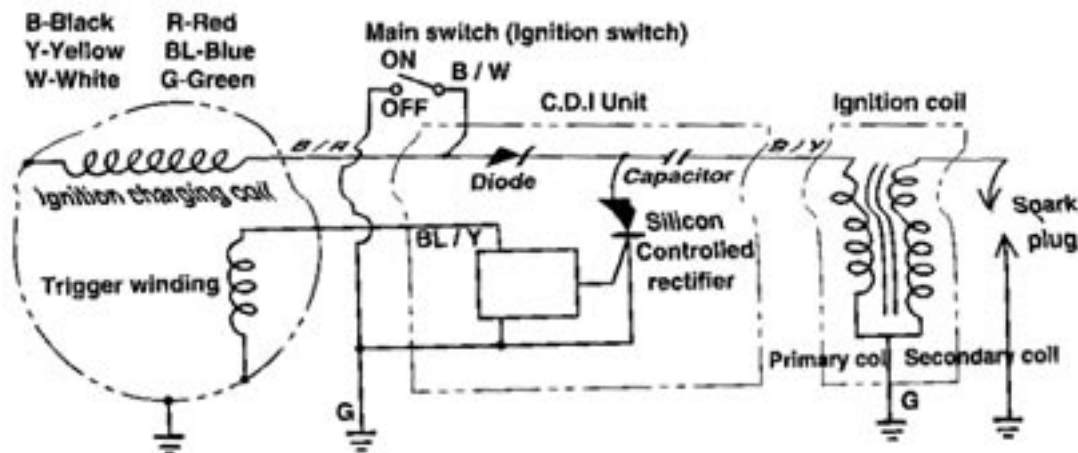 B-Black R-Red
Y-Yellow BL-Blue
W-White G-Green
Main switch (Ignition switch)
ON
B / W
OFF
C.D.I Unit
Ignition coil
B / R
B / Y
Diode
Capacitor
Ignition charging coil
BL / Y
Silicon
Controlled
rectifier
Spark
plug
Trigger winding
Primary coil Secondary coil
G
G